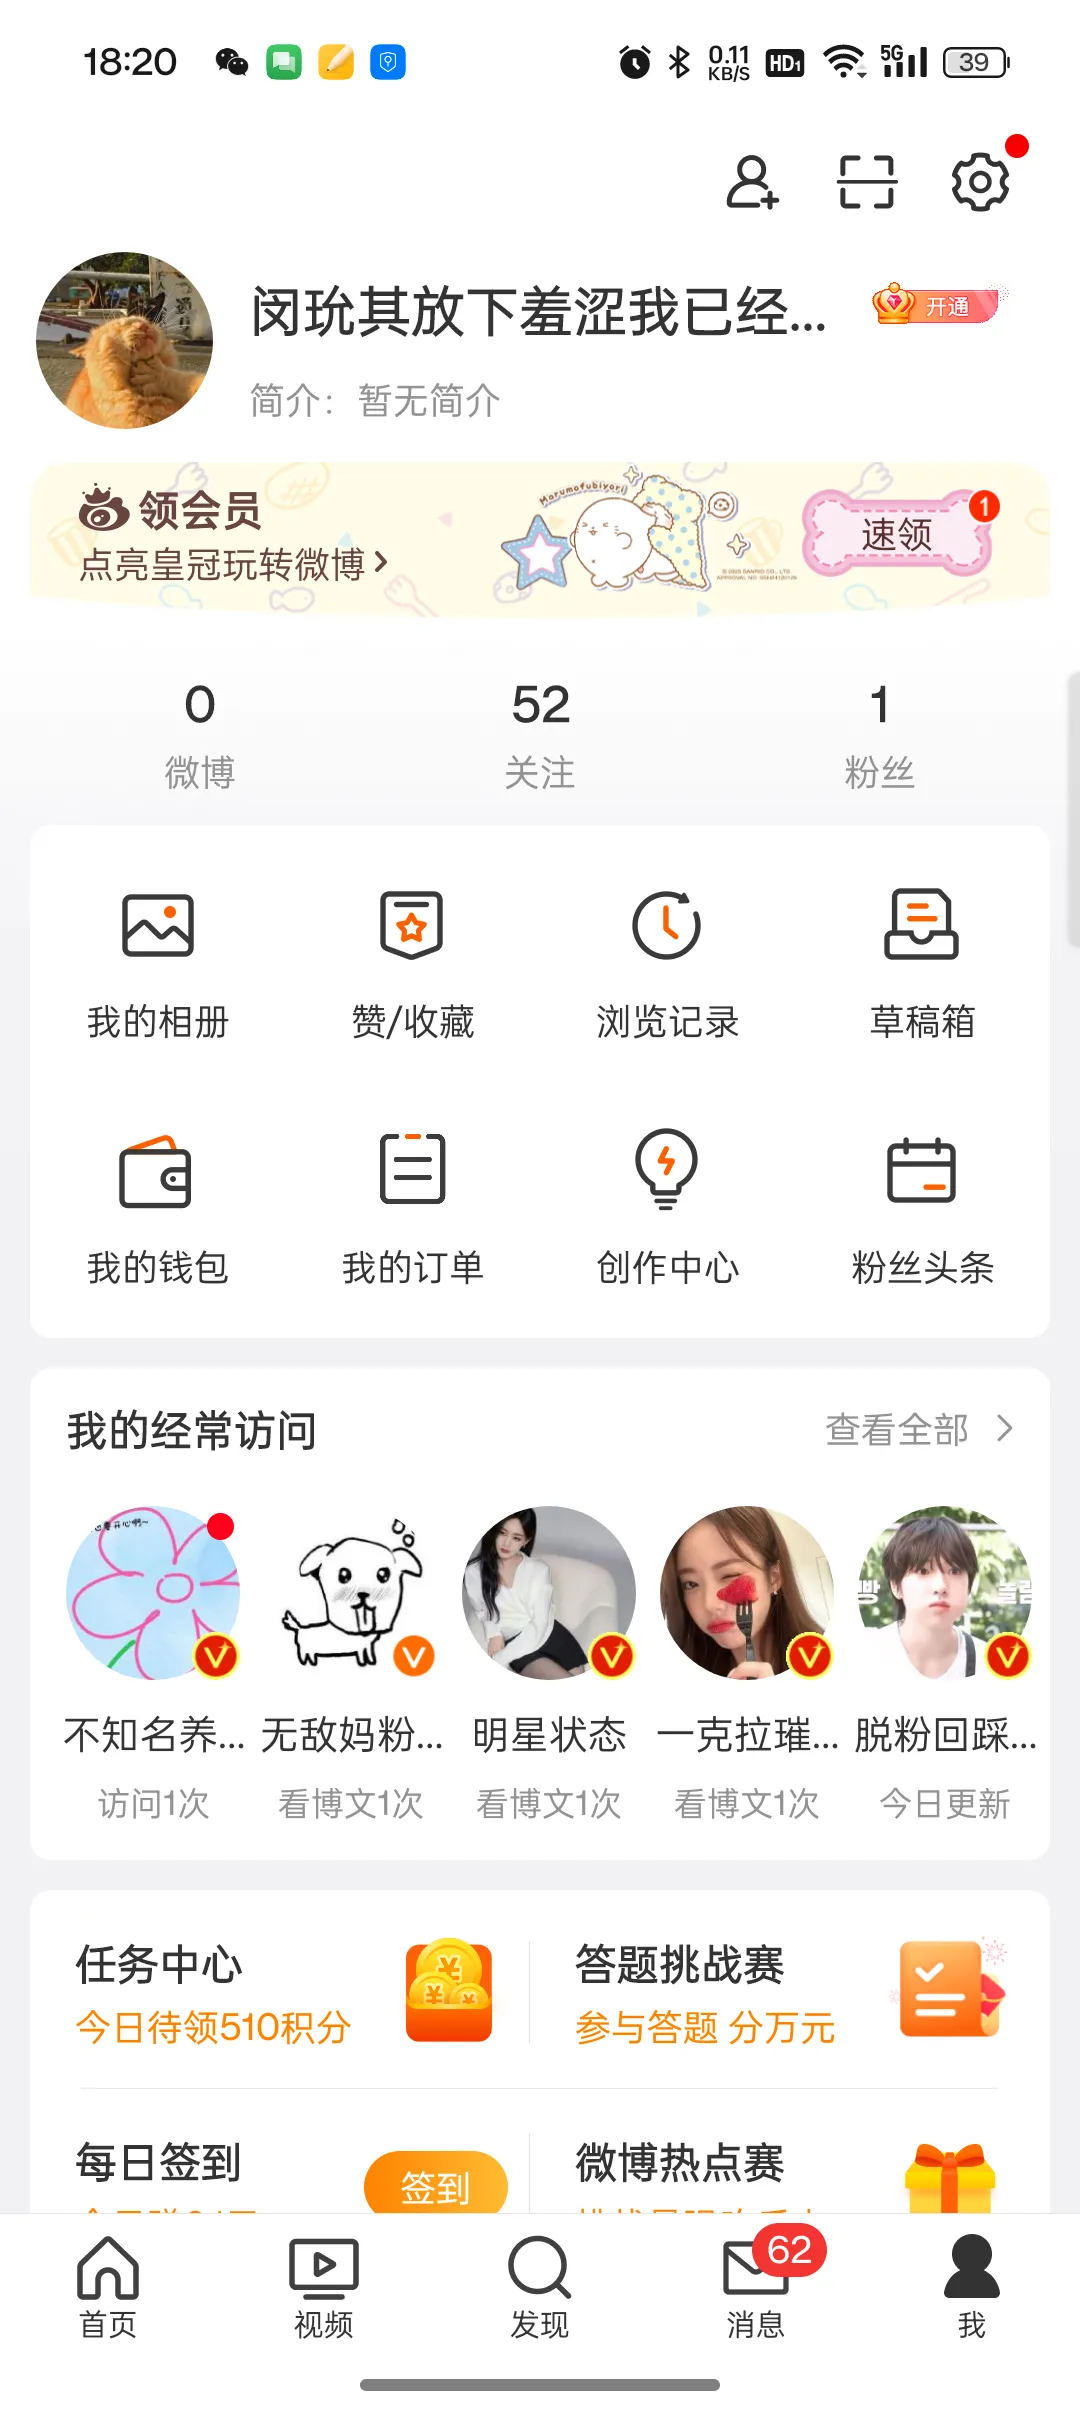 18:20
0.11
KB/S
HD1
5G
39
闵玧其放下羞涩我已经...
开通
简介：暂无简介
领会员
点亮皇冠玩转微博
Marumofubiyori
速领
1
0
52
1
微博
关注
粉丝
我的相册
赞/收藏
浏览记录
草稿箱
我的钱包
我的订单
创作中心
粉丝头条
我的经常访问
查看全部
不知名养...
无敌妈粉...
明星状态
一克拉璀...
脱粉回踩...
访问1次
看博文1次
看博文1次
看博文1次
今日更新
任务中心
答题挑战赛
今日待领510积分
参与答题 分万元
每日签到
签到
微博热点赛
62
首页
视频
发现
消息
我